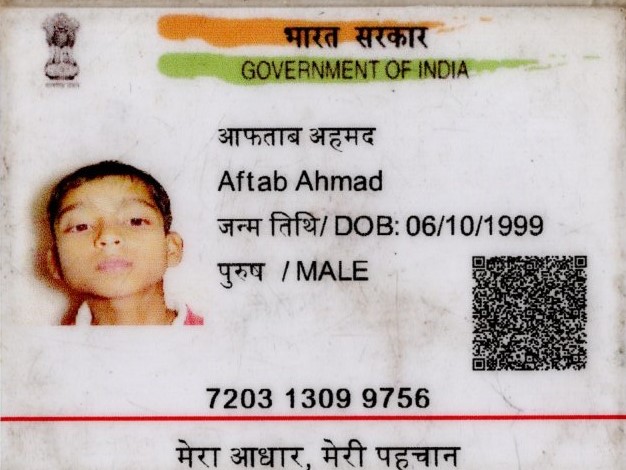 भारत सरकार
GOVERNMENT OF INDIA
आफताब अहमद
Aftab Ahmad
जन्म तिथि/ DOB: 06/10/1999
पुरुष / MALE
7203 1309 9756
मेरा आधार, मेरी पहचान